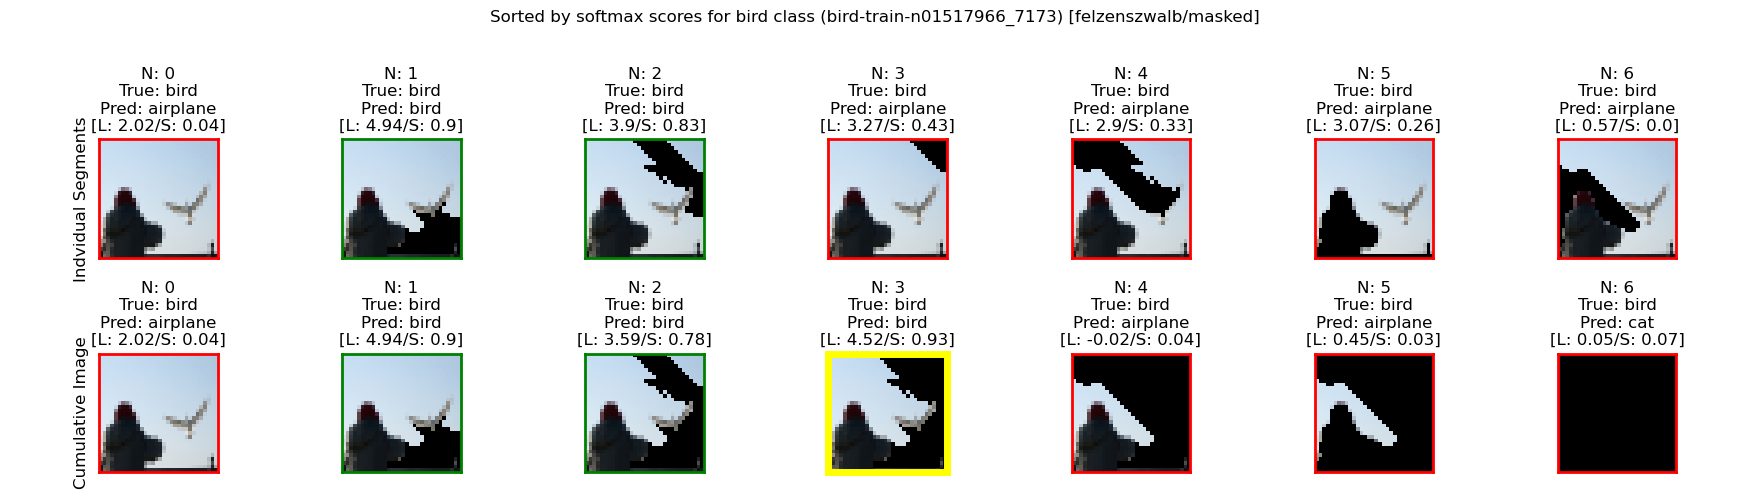 Sorted by softmax scores for bird class (bird-train-n01517966_7173) [felzenszwalb/masked]
Indvidual Segments
N: 0
True: bird
Pred: airplane
[L: 2.02/S: 0.04]
N: 1
True: bird
Pred: bird
[L: 4.94/S: 0.9]
N: 2
True: bird
Pred: bird
[L: 3.9/S: 0.83]
N: 3
True: bird
Pred: airplane
[L: 3.27/S: 0.43]
N: 4
True: bird
Pred: airplane
[L: 2.9/S: 0.33]
N: 5
True: bird
Pred: airplane
[L: 3.07/S: 0.26]
N: 6
True: bird
Pred: airplane
[L: 0.57/S: 0.0]
Cumulative Image
N: 0
True: bird
Pred: airplane
[L: 2.02/S: 0.04]
N: 1
True: bird
Pred: bird
[L: 4.94/S: 0.9]
N: 2
True: bird
Pred: bird
[L: 3.59/S: 0.78]
N: 3
True: bird
Pred: bird
[L: 4.52/S: 0.93]
N: 4
True: bird
Pred: airplane
[L: -0.02/S: 0.04]
N: 5
True: bird
Pred: airplane
[L: 0.45/S: 0.03]
N: 6
True: bird
Pred: cat
[L: 0.05/S: 0.07]